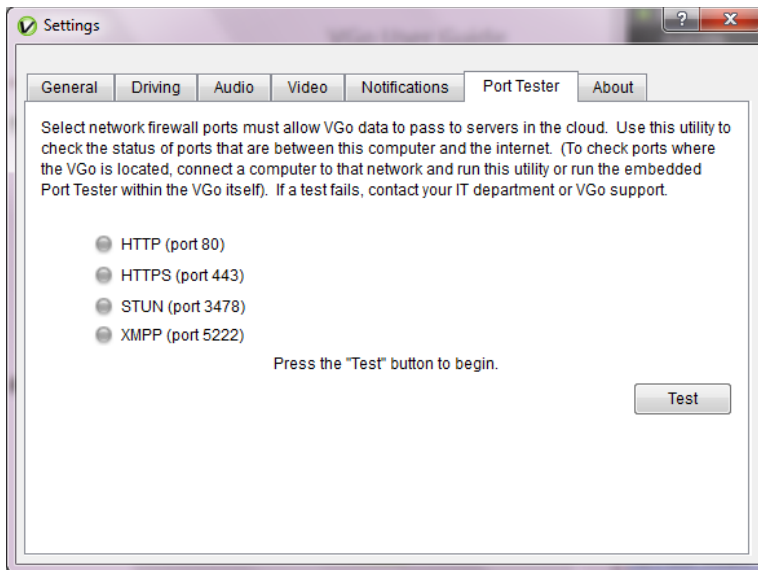 Settings
VGo User Guide
General Driving Audio Video Notifications Port Tester About
Select network firewall ports must allow VGo data to pass to servers in the cloud. Use this utility to
check the status of ports that are between this computer and the internet. (To check ports where
the VGo is located, connect a computer to that network and run this utility or run the embedded
Port Tester within the VGo itself). If a test fails, contact your IT department or VGo support.
HTTP (port 80)
HTTPS (port 443)
STUN (port 3478)
XMPP (port 5222)
Press the "Test" button to begin.
Test